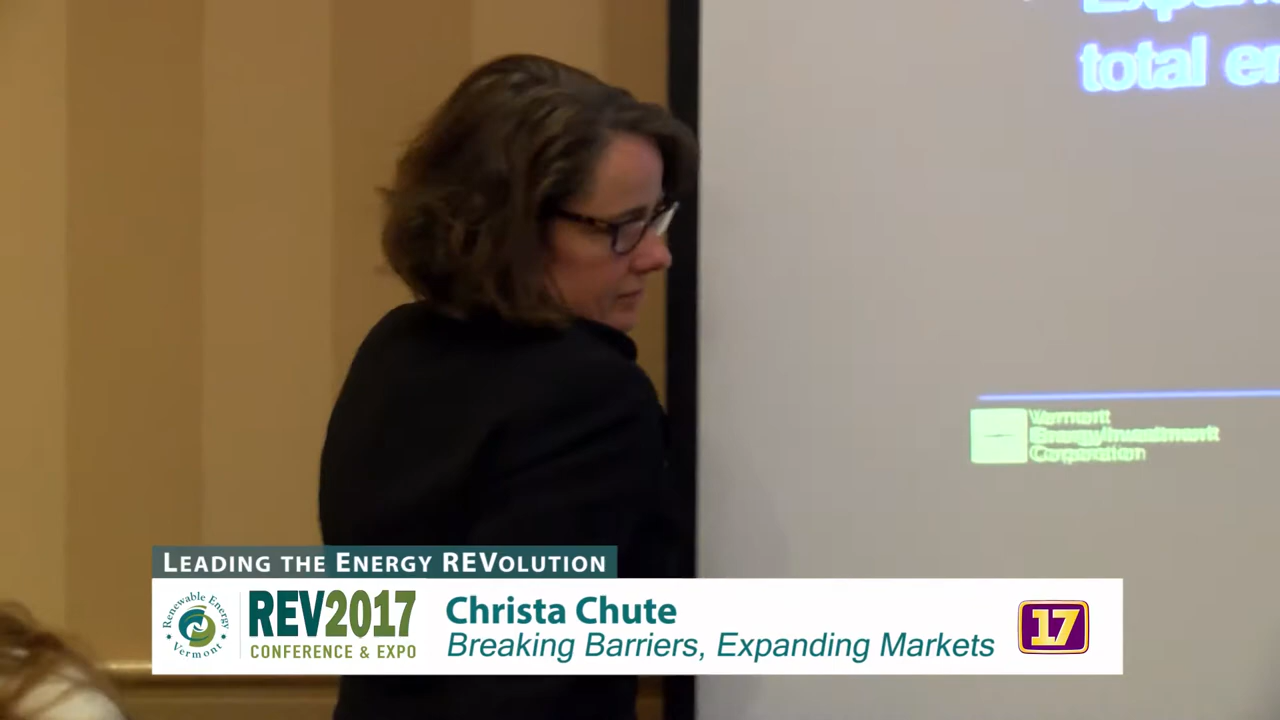 total
Vermont
Energy Investment
Corporation
LEADING THE ENERGY REVOLUTION
Renewable Energy
Vermont
REV2017
CONFERENCE & EXPO
Christa Chute
Breaking Barriers, Expanding Markets
17